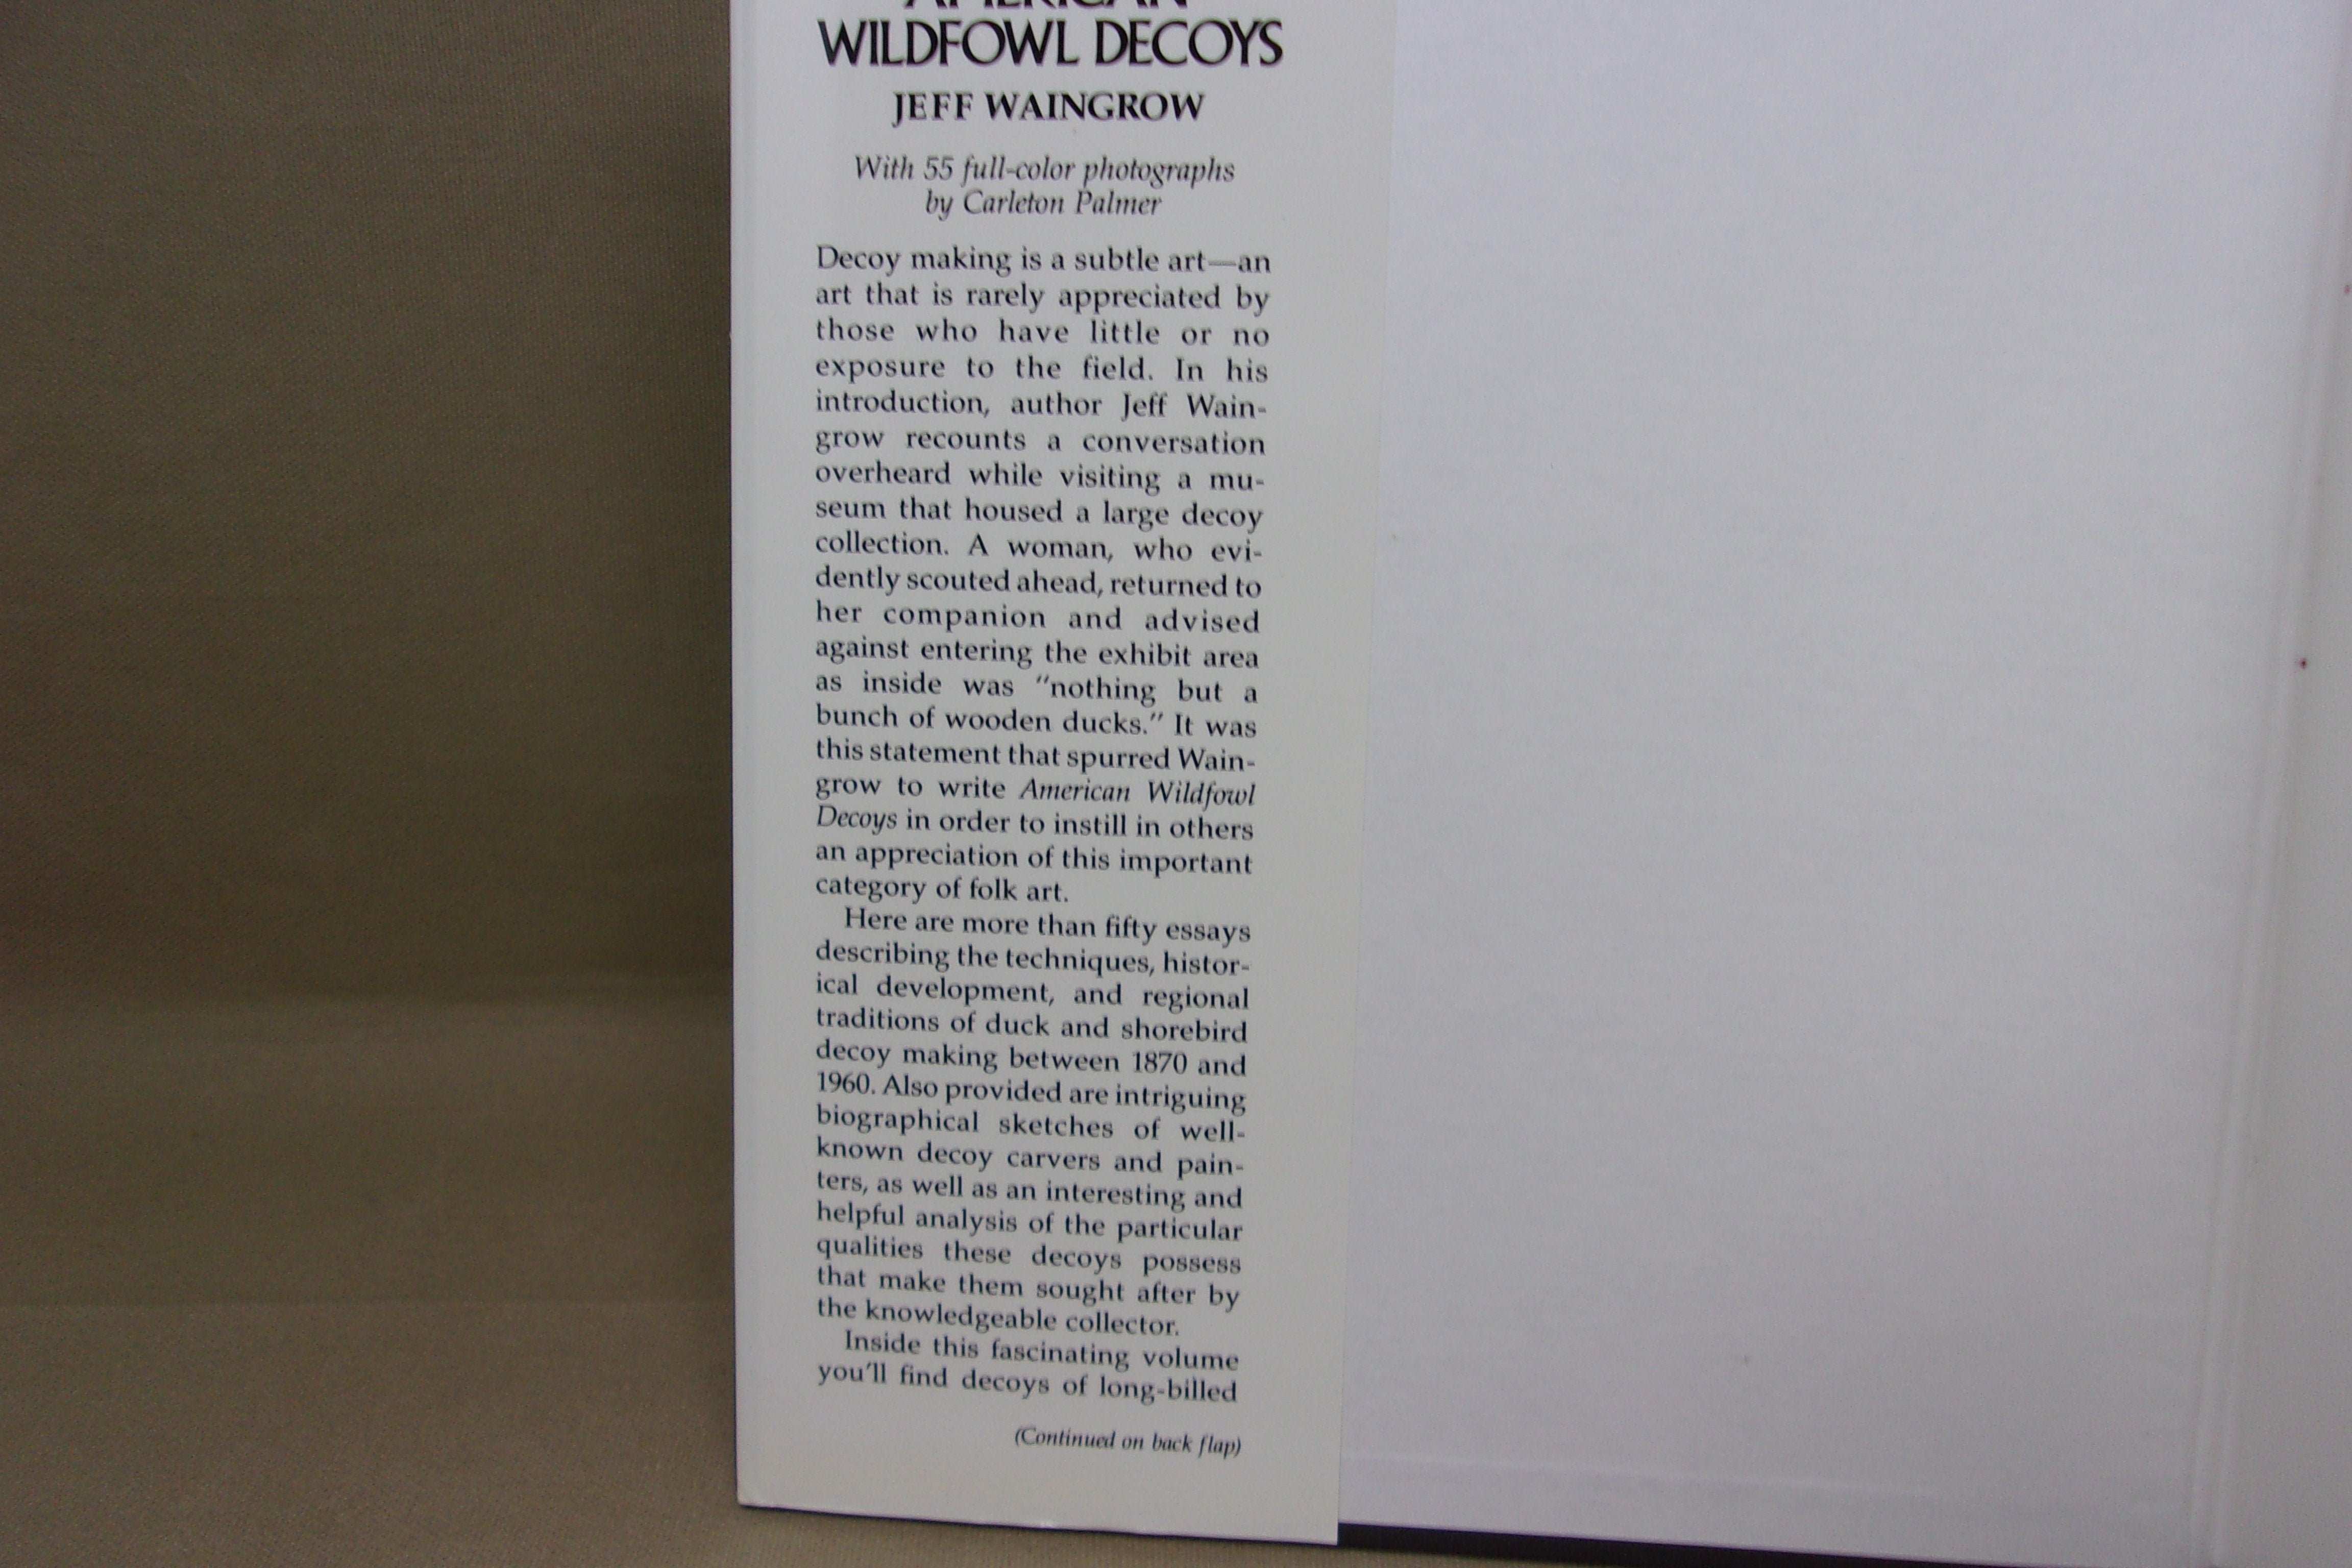 AMERICAN
WILDFOWL DECOYS
JEFF WAINGROW
With 55 full-color photographs
by Carleton Palmer
Decoy making is a subtle art—an
art that is rarely appreciated by
those who have little or no
exposure to the field. In his
introduction, author Jeff Wain-
grow recounts a conversation
overheard while visiting a mu-
seum that housed a large decoy
collection. A woman, who evi-
dently scouted ahead, returned to
her companion and advised
against entering the exhibit area
as inside was "nothing but a
bunch of wooden ducks." It was
this statement that spurred Wain-
grow to write American Wildfowl
Decoys in order to instill in others
an appreciation of this important
category of folk art.
Here are more than fifty essays
describing the techniques, histor-
ical development, and regional
traditions of duck and shorebird
decoy making between 1870 and
1960. Also provided are intriguing
biographical sketches of well-
known decoy carvers and pain-
ters, as well as an interesting and
helpful analysis of the particular
qualities these decoys possess
that make them sought after by
the knowledgeable collector.
Inside this fascinating volume
you'll find decoys of long-billed
(Continued on back flap)